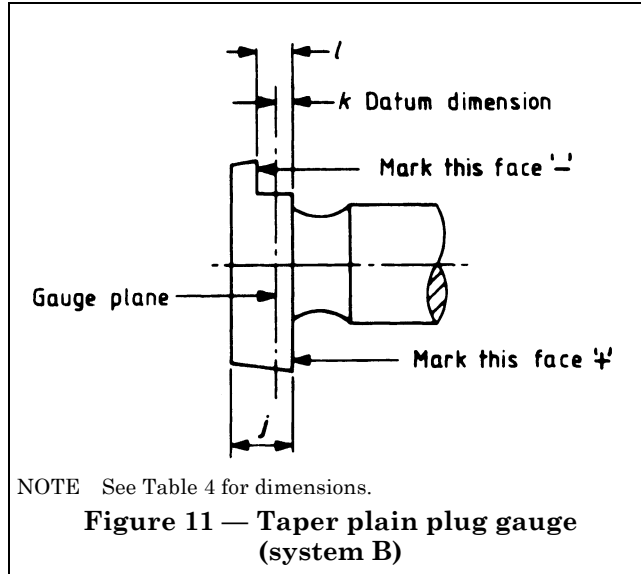 l
k Datum dimension
Mark this face '-'
Gauge plane
Mark this face '+'
j
NOTE See Table 4 for dimensions.
Figure 11 — Taper plain plug gauge
(system B)